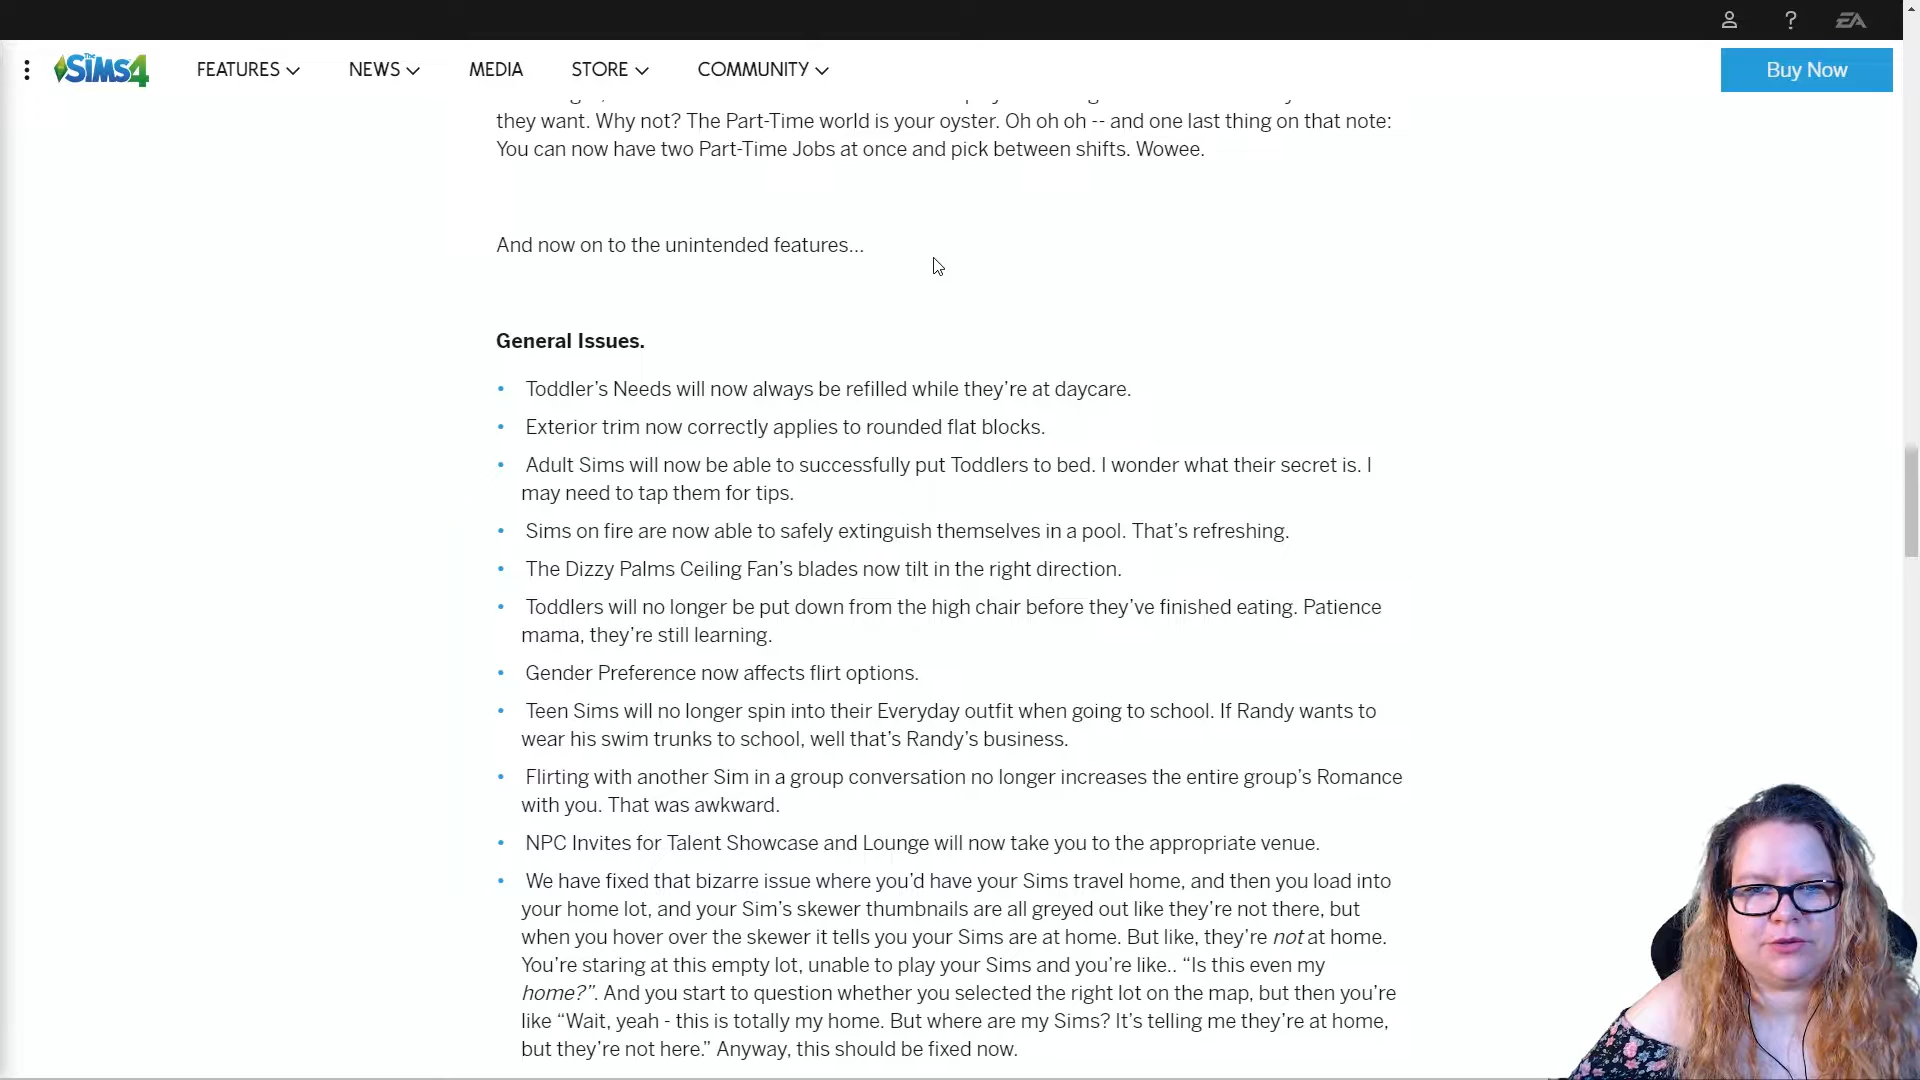 The SIMS 4
FEATURES
NEWS
MEDIA
STORE
COMMUNITY
Buy Now
? EA
they want. Why not? The Part-Time world is your oyster. Oh oh oh -- and one last thing on that note:
You can now have two Part-Time Jobs at once and pick between shifts. Wowee.
And now on to the unintended features...
General Issues.
• Toddler’s Needs will now always be refilled while they’re at daycare.
• Exterior trim now correctly applies to rounded flat blocks.
• Adult Sims will now be able to successfully put Toddlers to bed. I wonder what their secret is. I
may need to tap them for tips.
• Sims on fire are now able to safely extinguish themselves in a pool. That’s refreshing.
• The Dizzy Palms Ceiling Fan’s blades now tilt in the right direction.
• Toddlers will no longer be put down from the high chair before they’ve finished eating. Patience
mama, they’re still learning.
• Gender Preference now affects flirt options.
• Teen Sims will no longer spin into their Everyday outfit when going to school. If Randy wants to
wear his swim trunks to school, well that’s Randy’s business.
• Flirting with another Sim in a group conversation no longer increases the entire group’s Romance
with you. That was awkward.
• NPC Invites for Talent Showcase and Lounge will now take you to the appropriate venue.
• We have fixed that bizarre issue where you’d have your Sims travel home, and then you load into
your home lot, and your Sim’s skewer thumbnails are all greyed out like they’re not there, but
when you hover over the skewer it tells you your Sims are at home. But like, they’re not at home.
You’re staring at this empty lot, unable to play your Sims and you’re like.. “Is this even my
home?”. And you start to question whether you selected the right lot on the map, but then you’re
like “Wait, yeah - this is totally my home. But where are my Sims? It’s telling me they’re at home,
but they’re not here.” Anyway, this should be fixed now.